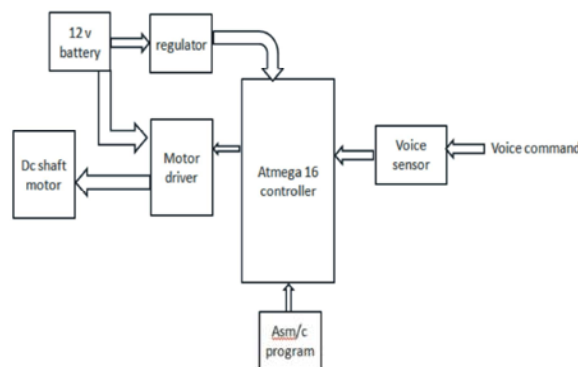 12 v
battery
regulator
Dc shaft
motor
Motor
driver
Atmega 16
controller
Voice
sensor
Voice command
Asm/c
program